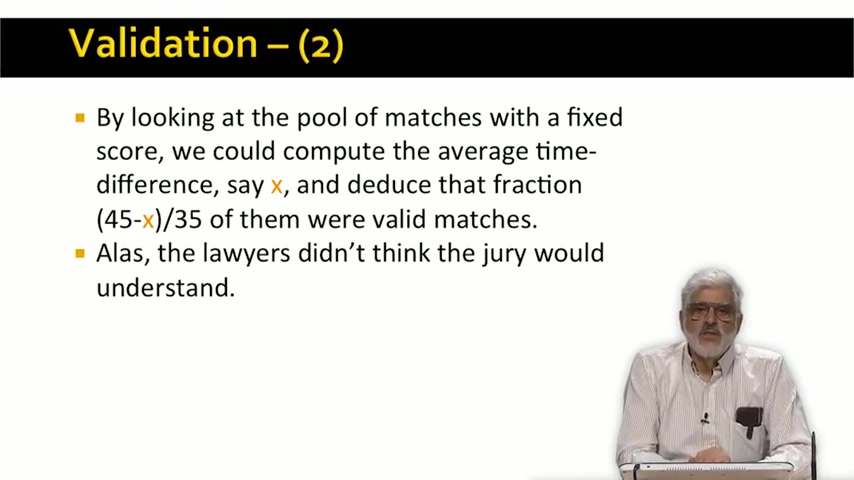 Validation – (2)
By looking at the pool of matches with a fixed
score, we could compute the average time-
difference, say x, and deduce that fraction
(45-x)/35 of them were valid matches.
Alas, the lawyers didn’t think the jury would
understand.